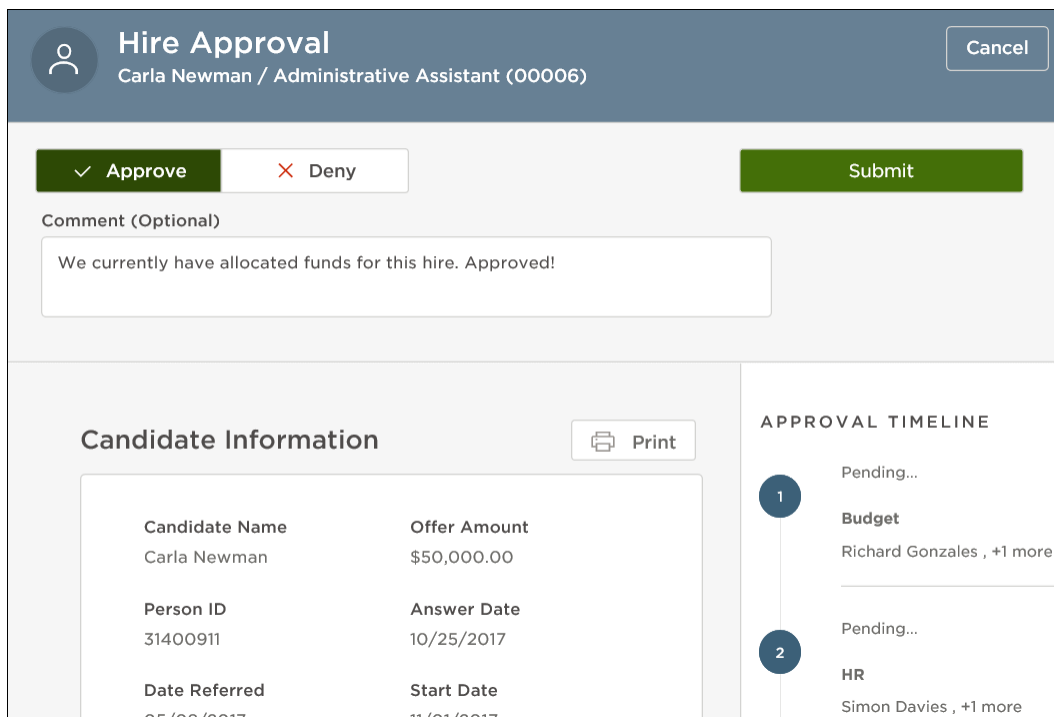 Hire Approval
Carla Newman / Administrative Assistant (00006)
Cancel
Approve
Deny
Submit
Comment (Optional)
We currently have allocated funds for this hire. Approved!
Candidate Information
Print
Candidate Name
Offer Amount
Carla Newman
$50,000.00
Person ID
Answer Date
31400911
10/25/2017
Date Referred
Start Date
11/01/2017
APPROVAL TIMELINE
1
Pending...
Budget
Richard Gonzales , +1 more
2
Pending...
HR
Simon Davies , +1 more